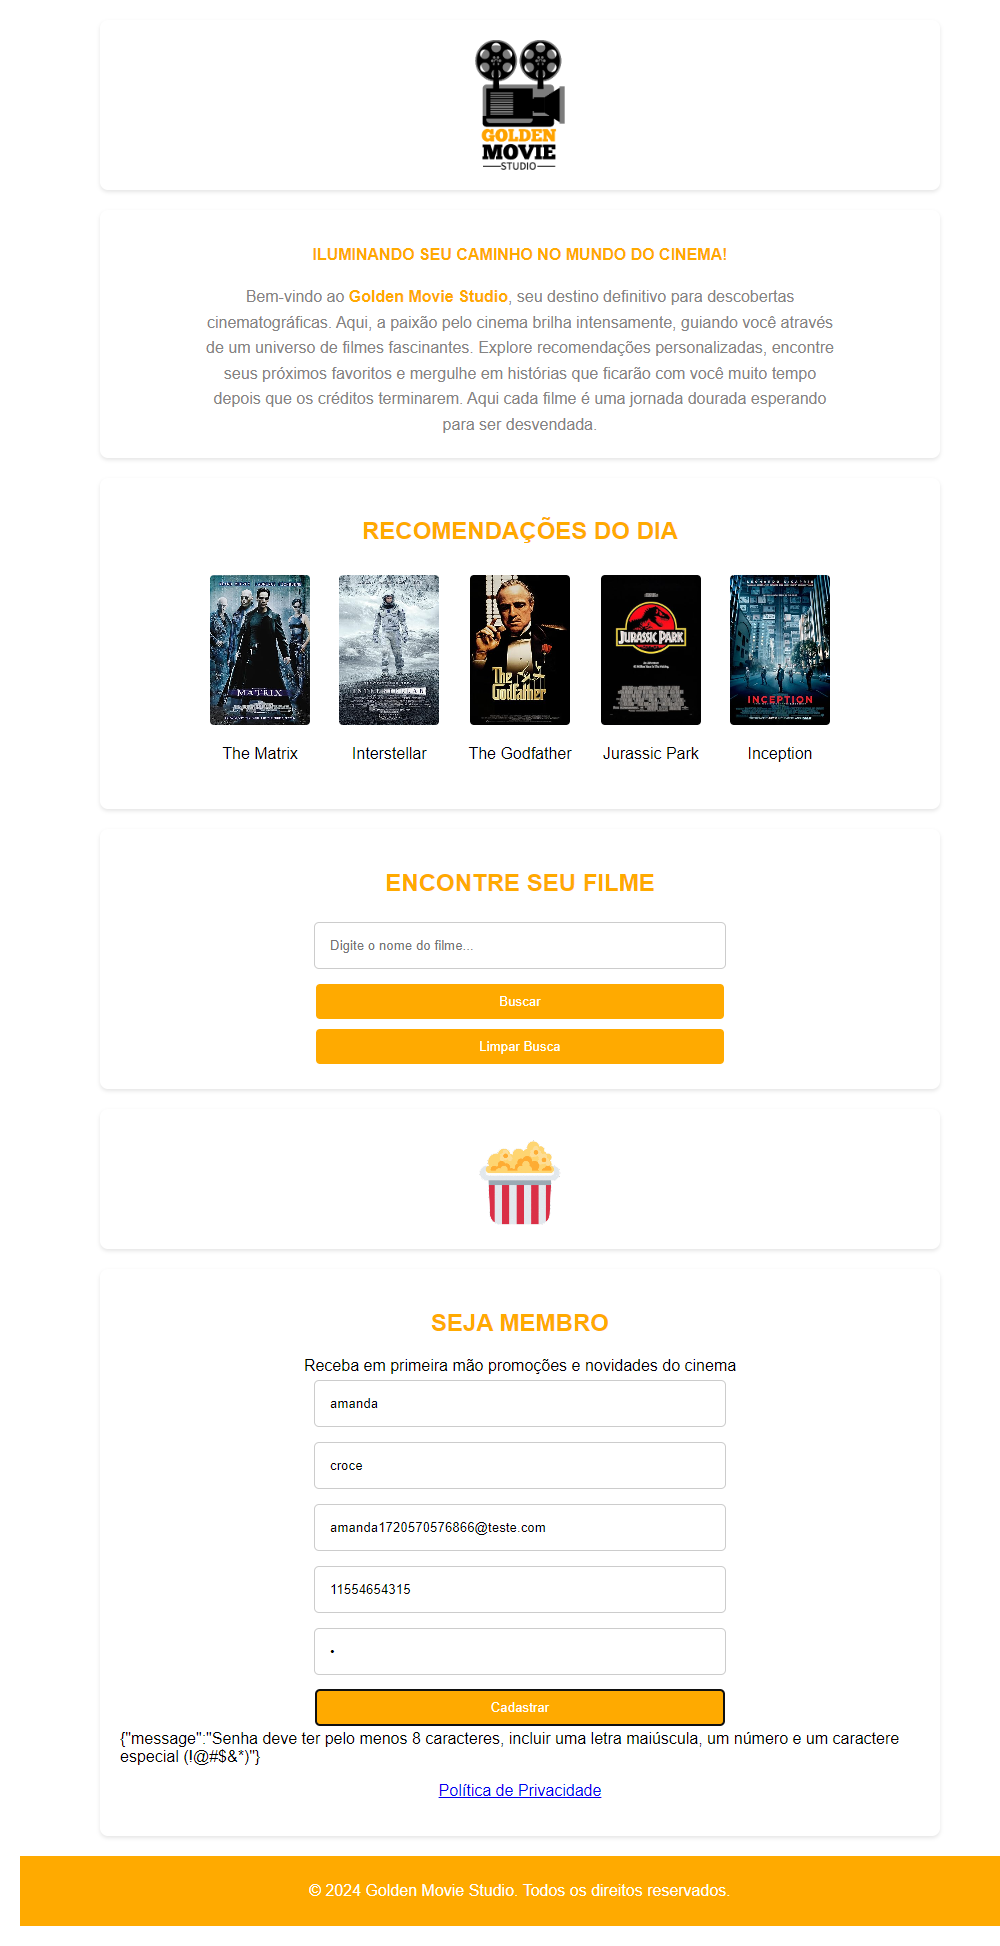 GOLDEN
MOVIE
STUDIO
ILUMINANDO SEU CAMINHO NO MUNDO DO CINEMA!
Bem-vindo ao Golden Movie Studio, seu destino definitivo para descobertas
cinematográficas. Aqui, a paixão pelo cinema brilha intensamente, guiando você através
de um universo de filmes fascinantes. Explore recomendações personalizadas, encontre
seus próximos favoritos e mergulhe em histórias que ficarão com você muito tempo
depois que os créditos terminarem. Aqui cada filme é uma jornada dourada esperando
para ser desvendada.
RECOMENDAÇÕES DO DIA
MATRIX
INTERSTELLAR
The
Godfather
JURASSIC PARK
INCEPTION
The Matrix
Interstellar
The Godfather
Jurassic Park
Inception
ENCONTRE SEU FILME
Digite o nome do filme...
Buscar
Limpar Busca
SEJA MEMBRO
Receba em primeira mão promoções e novidades do cinema
amanda
croce
amanda1720570576866@teste.com
11554654315
•
Cadastrar
{"message":"Senha deve ter pelo menos 8 caracteres, incluir uma letra maiúscula, um número e um caractere
especial (!@#$&*)"}
Política de Privacidade
© 2024 Golden Movie Studio. Todos os direitos reservados.